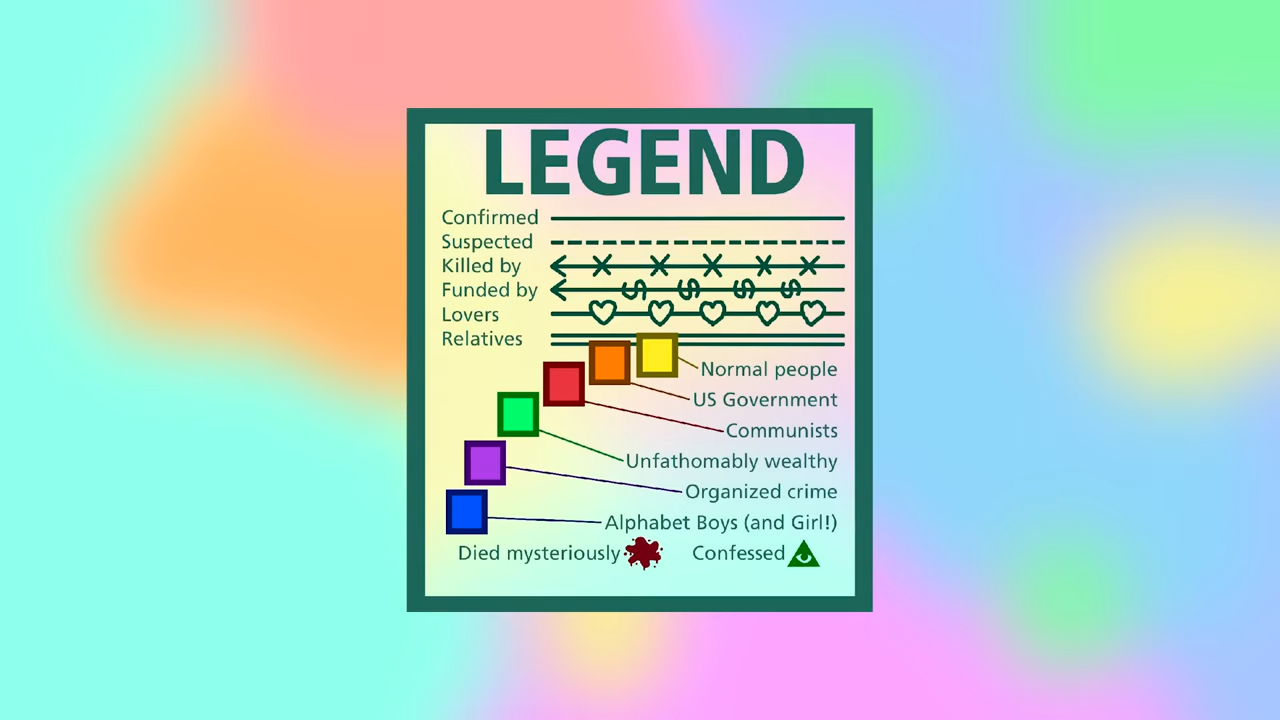 LEGEND
Confirmed
Suspected
Killed by
Funded by
$ $ $ $
Lovers
Relatives
Normal people
US Government
Communists
Unfathomably wealthy
Organized crime
Alphabet Boys (and Girl!)
Died mysteriously Confessed